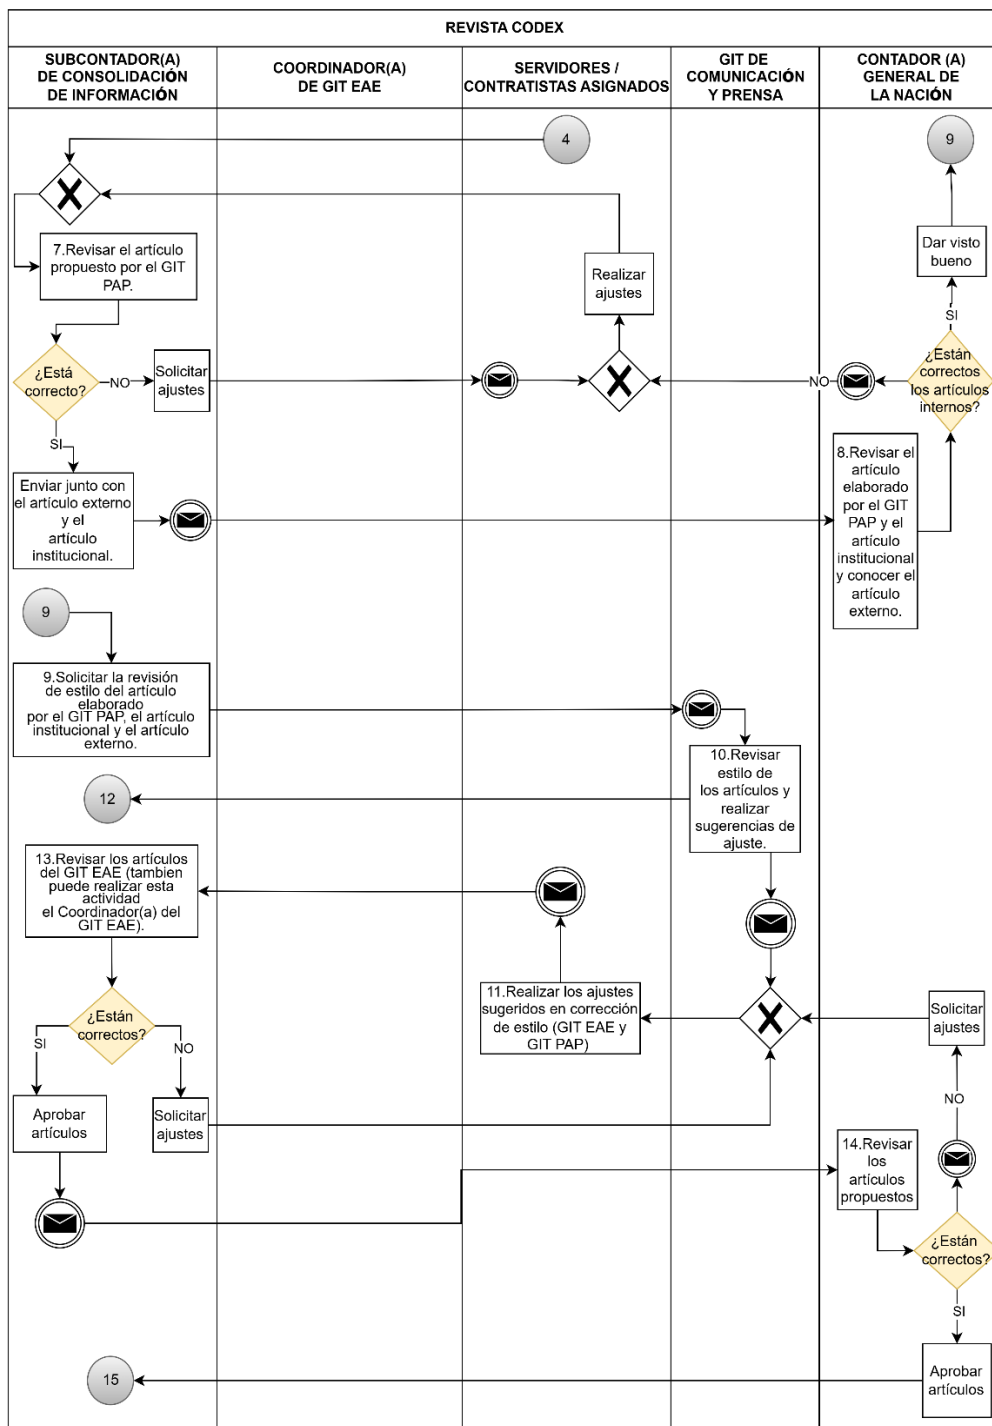 REVISTA CODEX
SUBCONTADOR(A)
DE CONSOLIDACIÓN
DE INFORMACIÓN
COORDINADOR(A)
DE GIT EAE
SERVIDORES /
CONTRATISTAS ASIGNADOS
GIT DE
COMUNICACIÓN
Y PRENSA
CONTADOR (A)
GENERAL DE
LA NACIÓN
4
9
7.Revisar el artículo
propuesto por el GIT
PAP.
Realizar
ajustes
Dar visto
bueno
SI
¿Está
correcto?
NO
Solicitar
ajustes
NO
¿Están
correctos
los artículos
internos?
SI
Enviar junto con
el artículo externo
y el
artículo
institucional.
8.Revisar el
artículo
elaborado
por el GIT
PAP y el
artículo
institucional
y conocer el
artículo
externo.
9
9.Solicitar la revisión
de estilo del artículo
elaborado
por el GIT PAP, el artículo
institucional y el artículo
externo.
10.Revisar
estilo de
los artículos y
realizar
sugerencias de
ajuste.
12
13.Revisar los artículos
del GIT EAE (tambien
puede realizar esta
actividad
el Coordinador(a) del
GIT EAE).
11.Realizar los ajustes
sugeridos en corrección
de estilo (GIT EAE y
GIT PAP)
Solicitar
ajustes
¿Están
correctos?
SI
NO
NO
Aprobar
artículos
Solicitar
ajustes
14.Revisar
los
artículos
propuestos
¿Están
correctos?
SI
15
Aprobar
artículos